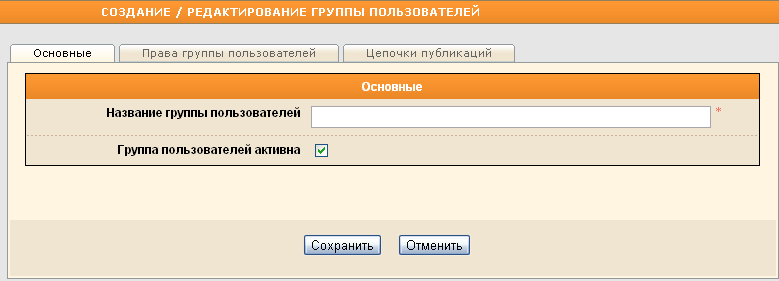 СОЗДАНИЕ / РЕДАКТИРОВАНИЕ ГРУППЫ ПОЛЬЗОВАТЕЛЕЙ
Основные Права группы пользователей Цепочки публикаций
Основные
Название группы пользователей *
Группа пользователей активна
Сохранить Отменить